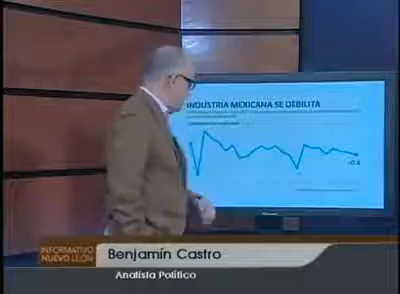 INDUSTRIA MEXICANA SE DEBILITA
-0.4
INFORMATIVO
NUEVO LEÓN
Benjamín Castro
Analista Político